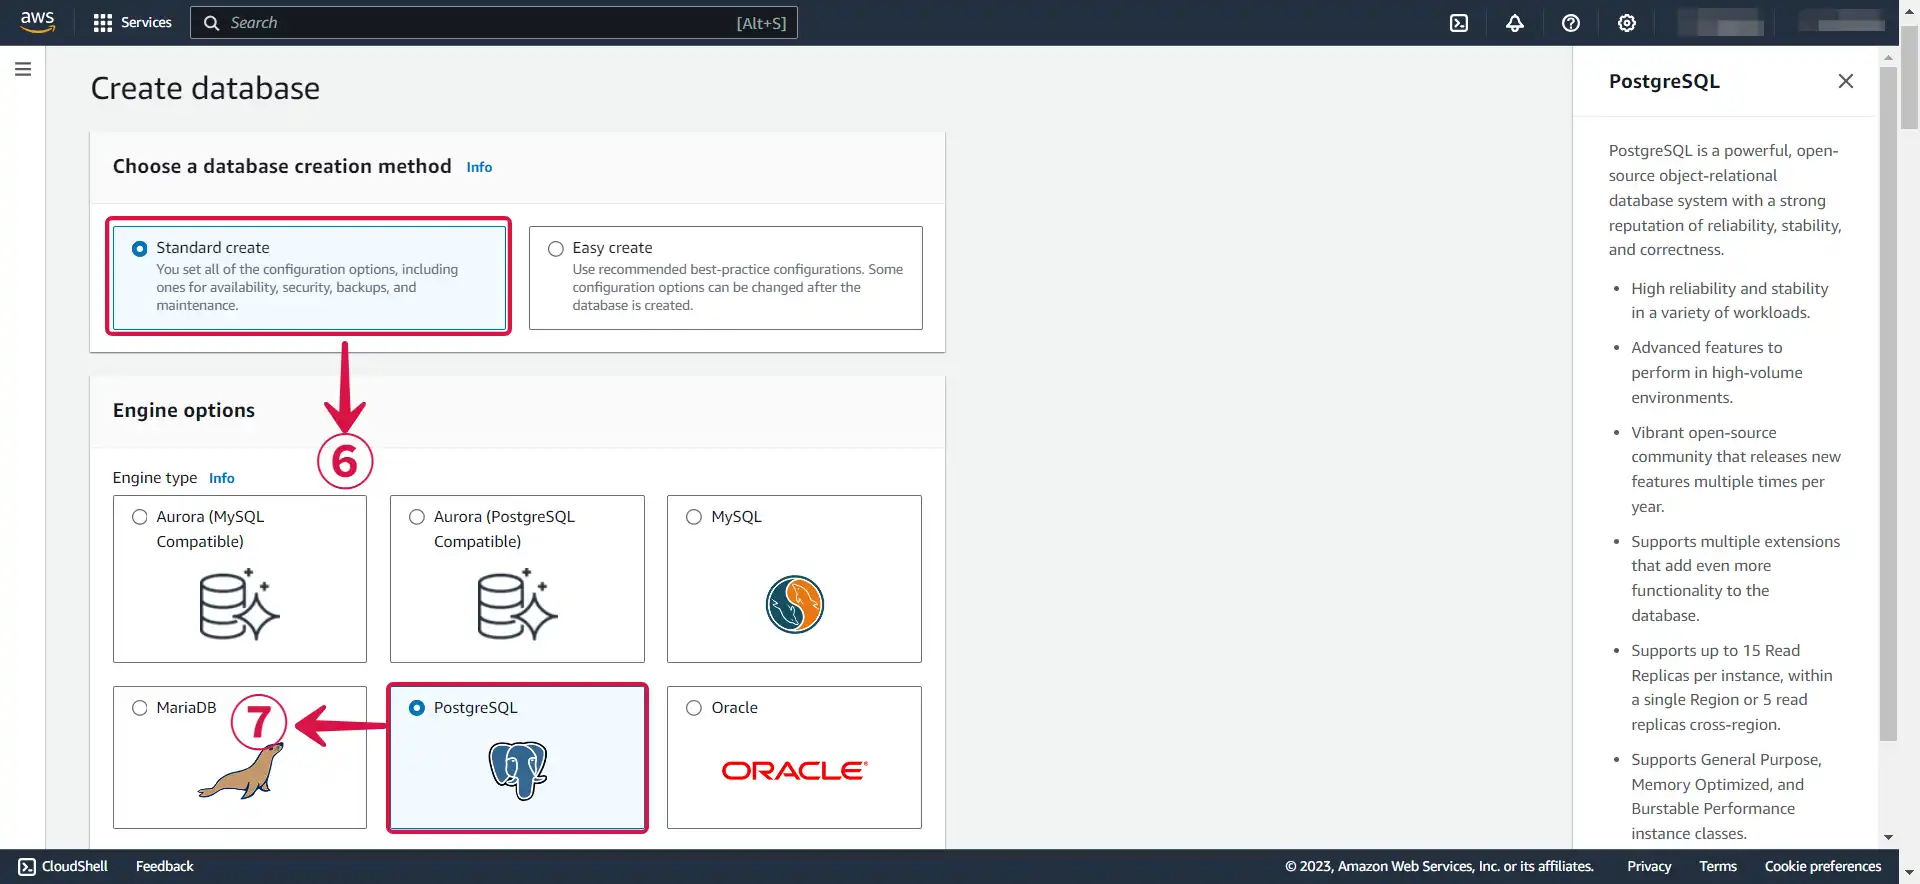 aws
Services
Search
[Alt+S]
Create database
Choose a database creation method Info
Standard create
You set all of the configuration options, including
ones for availability, security, backups, and
maintenance.
Easy create
Use recommended best-practice configurations. Some
configuration options can be changed after the
database is created.
6
Engine options
Engine type Info
Aurora (MySQL
Compatible)
Aurora (PostgreSQL
Compatible)
MySQL
MariaDB
7
PostgreSQL
Oracle
ORACLE
PostgreSQL
PostgreSQL is a powerful, open-
source object-relational
database system with a strong
reputation of reliability, stability,
and correctness.
• High reliability and stability
in a variety of workloads.
• Advanced features to
perform in high-volume
environments.
• Vibrant open-source
community that releases new
features multiple times per
year.
• Supports multiple extensions
that add even more
functionality to the
database.
• Supports up to 15 Read
Replicas per instance, within
a single Region or 5 read
replicas cross-region.
• Supports General Purpose,
Memory Optimized, and
Burstable Performance
instance classes.
CloudShell
Feedback
© 2023, Amazon Web Services, Inc. or its affiliates.
Privacy
Terms
Cookie preferences